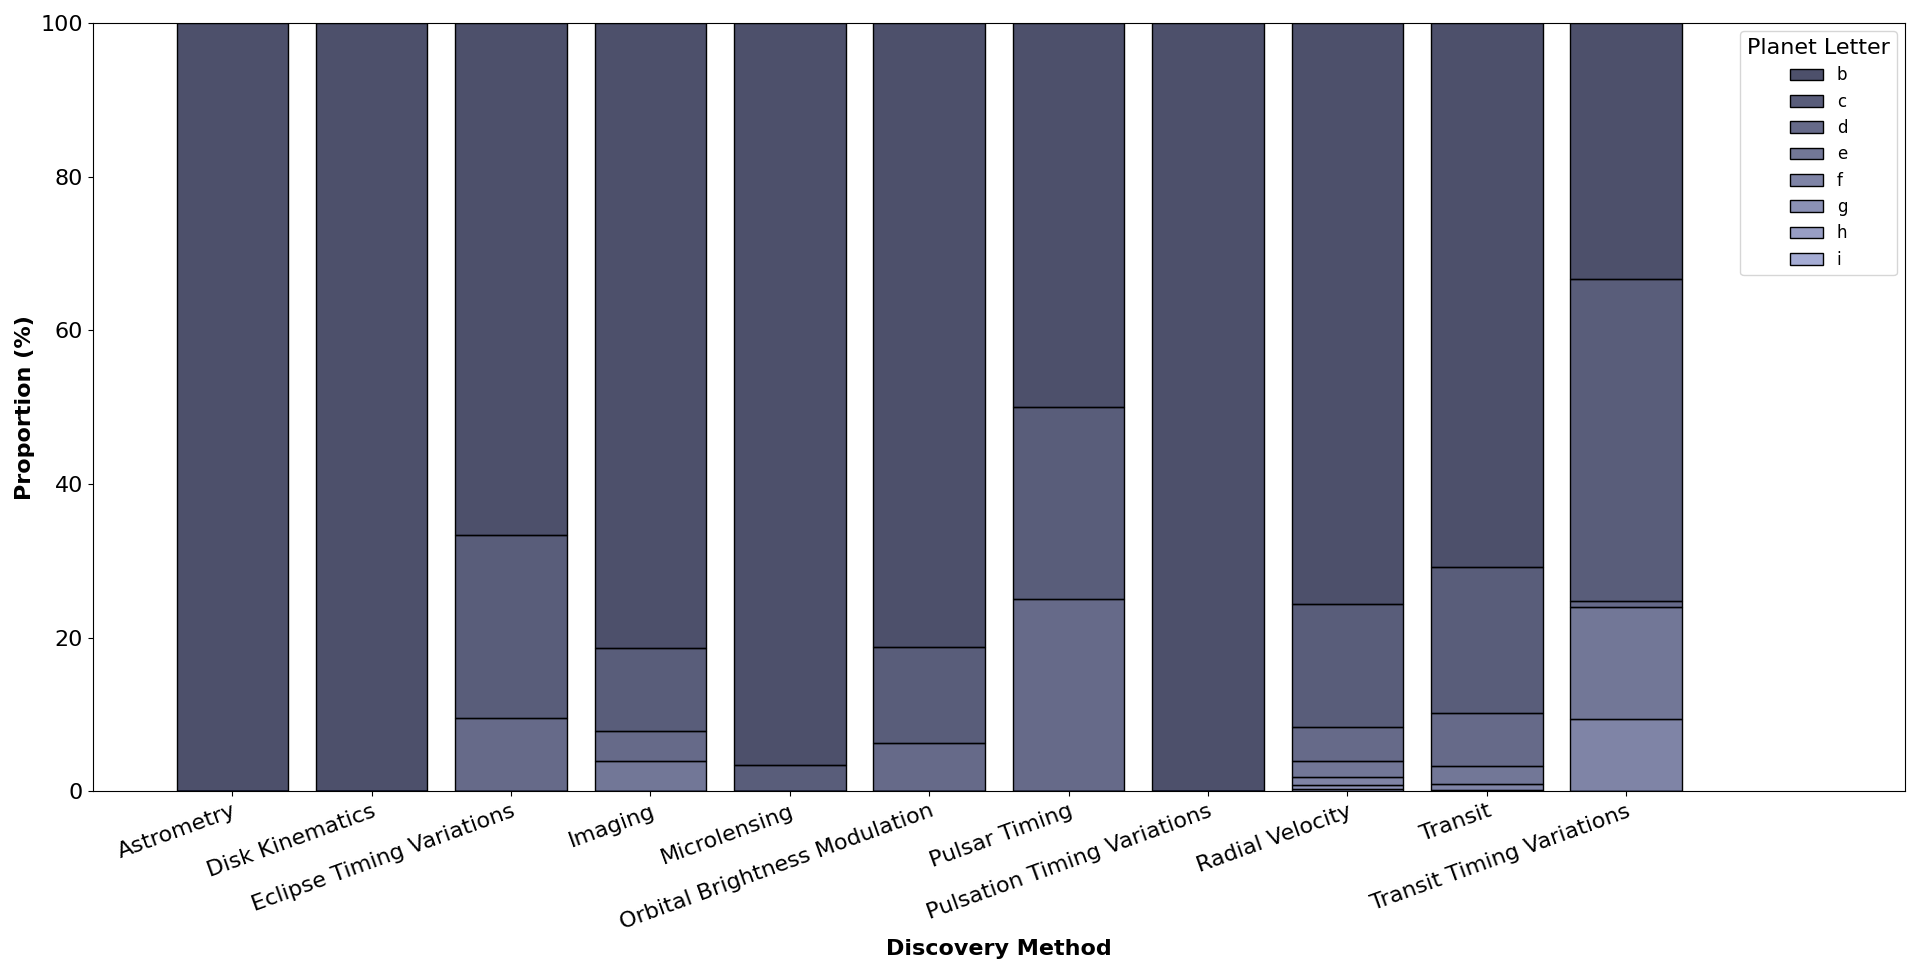 Planet Letter
b
c
d
e
f
g
h
i
100
80
60
40
20
0
Proportion (%)
Astrometry
Disk Kinematics
Eclipse Timing Variations
Imaging
Microlensing
Orbital Brightness Modulation
Pulsar Timing
Pulsation Timing Variations
Radial Velocity
Transit
Transit Timing Variations
Discovery Method